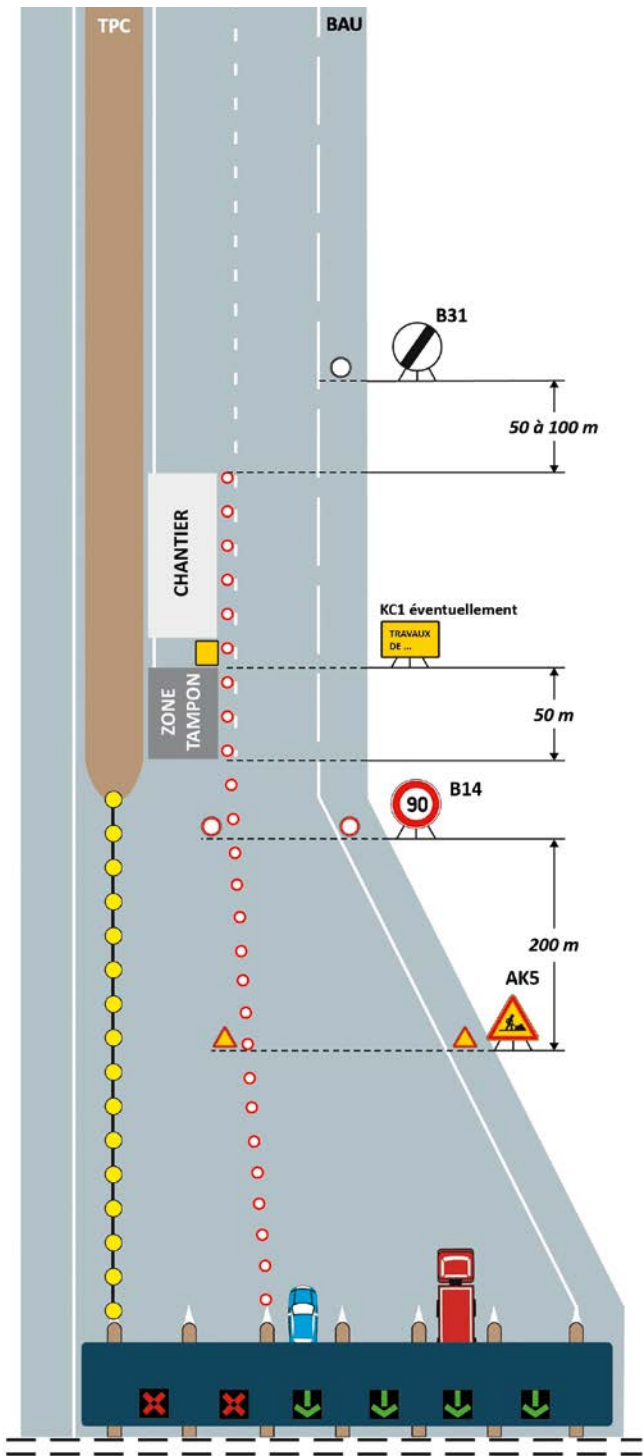 TPC
BAU
B31
50 à 100 m
CHANTIER
KC1 éventuellement
TRAVAUX
DE ...
ZONE
TAMPON
50 m
B14
90
200 m
AK5